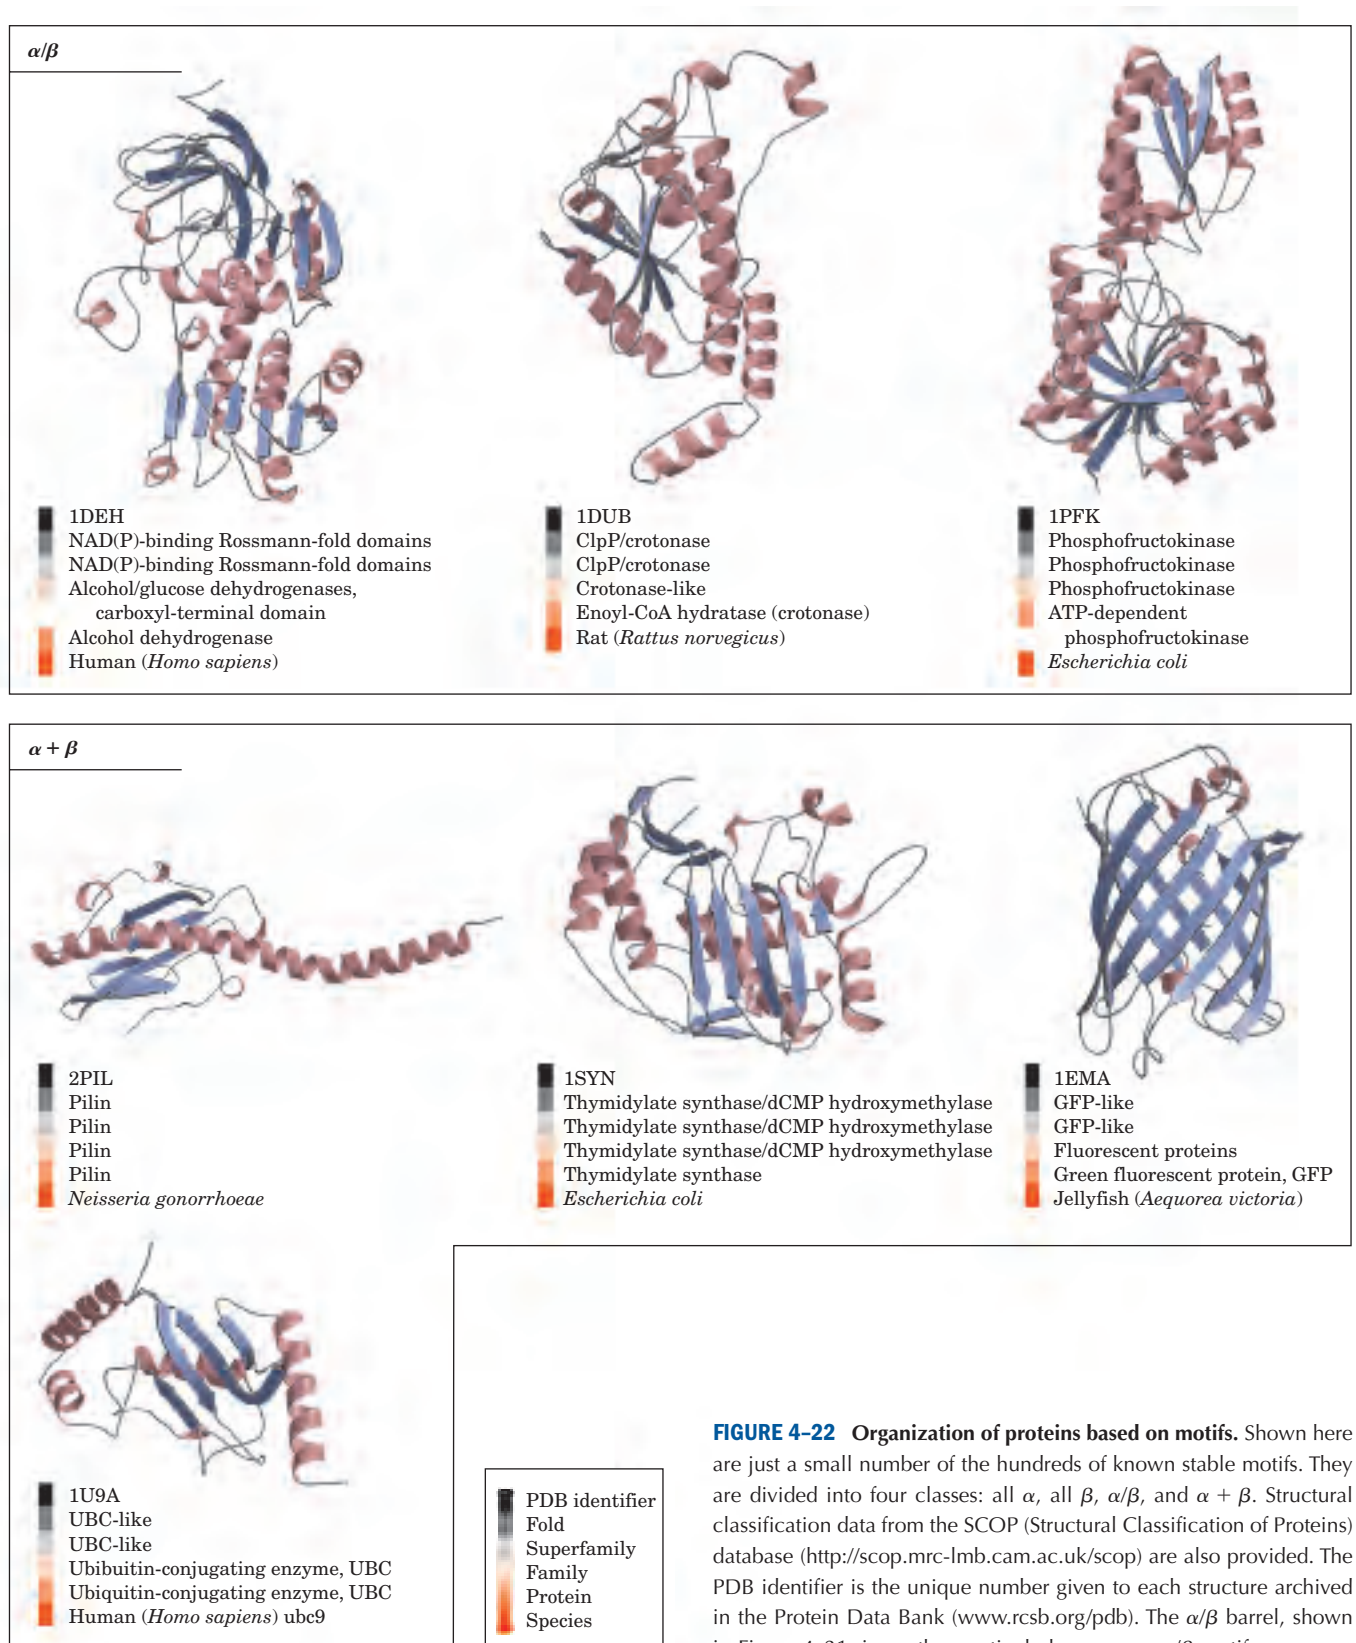 α/β
1DEH
NAD(P)-binding Rossmann-fold domains
NAD(P)-binding Rossmann-fold domains
Alcohol/glucose dehydrogenases,
carboxyl-terminal domain
Alcohol dehydrogenase
Human (Homo sapiens)
1DUB
ClpP/crotonase
ClpP/crotonase
Crotonase-like
Enoyl-CoA hydratase (crotonase)
Rat (Rattus norvegicus)
1PFK
Phosphofructokinase
Phosphofructokinase
Phosphofructokinase
ATP-dependent
phosphofructokinase
Escherichia coli
α + β
2PIL
Pilin
Pilin
Pilin
Pilin
Neisseria gonorrhoeae
1SYN
Thymidylate synthase/dCMP hydroxymethylase
Thymidylate synthase/dCMP hydroxymethylase
Thymidylate synthase/dCMP hydroxymethylase
Thymidylate synthase
Escherichia coli
1EMA
GFP-like
GFP-like
Fluorescent proteins
Green fluorescent protein, GFP
Jellyfish (Aequorea victoria)
1U9A
UBC-like
UBC-like
Ubibuitin-conjugating enzyme, UBC
Ubiquitin-conjugating enzyme, UBC
Human (Homo sapiens) ubc9
PDB identifier
Fold
Superfamily
Family
Protein
Species
FIGURE 4–22 Organization of proteins based on motifs. Shown here
are just a small number of the hundreds of known stable motifs. They
are divided into four classes: all α, all β, α/β, and α + β. Structural
classification data from the SCOP (Structural Classification of Proteins)
database (http://scop.mrc-lmb.cam.ac.uk/scop) are also provided. The
PDB identifier is the unique number given to each structure archived
in the Protein Data Bank (www.rcsb.org/pdb). The α/β barrel, shown